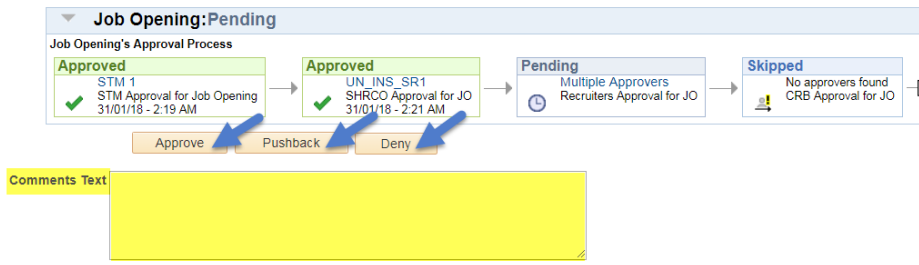 Job Opening:Pending
Job Opening's Approval Process
Approved
STM 1
STM Approval for Job Opening
31/01/18 - 2:19 AM
Approved
UN_INS_SR1
SHRCO Approval for JO
31/01/18 - 2:21 AM
Pending
Multiple Approvers
Recruiters Approval for JO
Skipped
No approvers found
CRB Approval for JO
Approve
Pushback
Deny
Comments Text